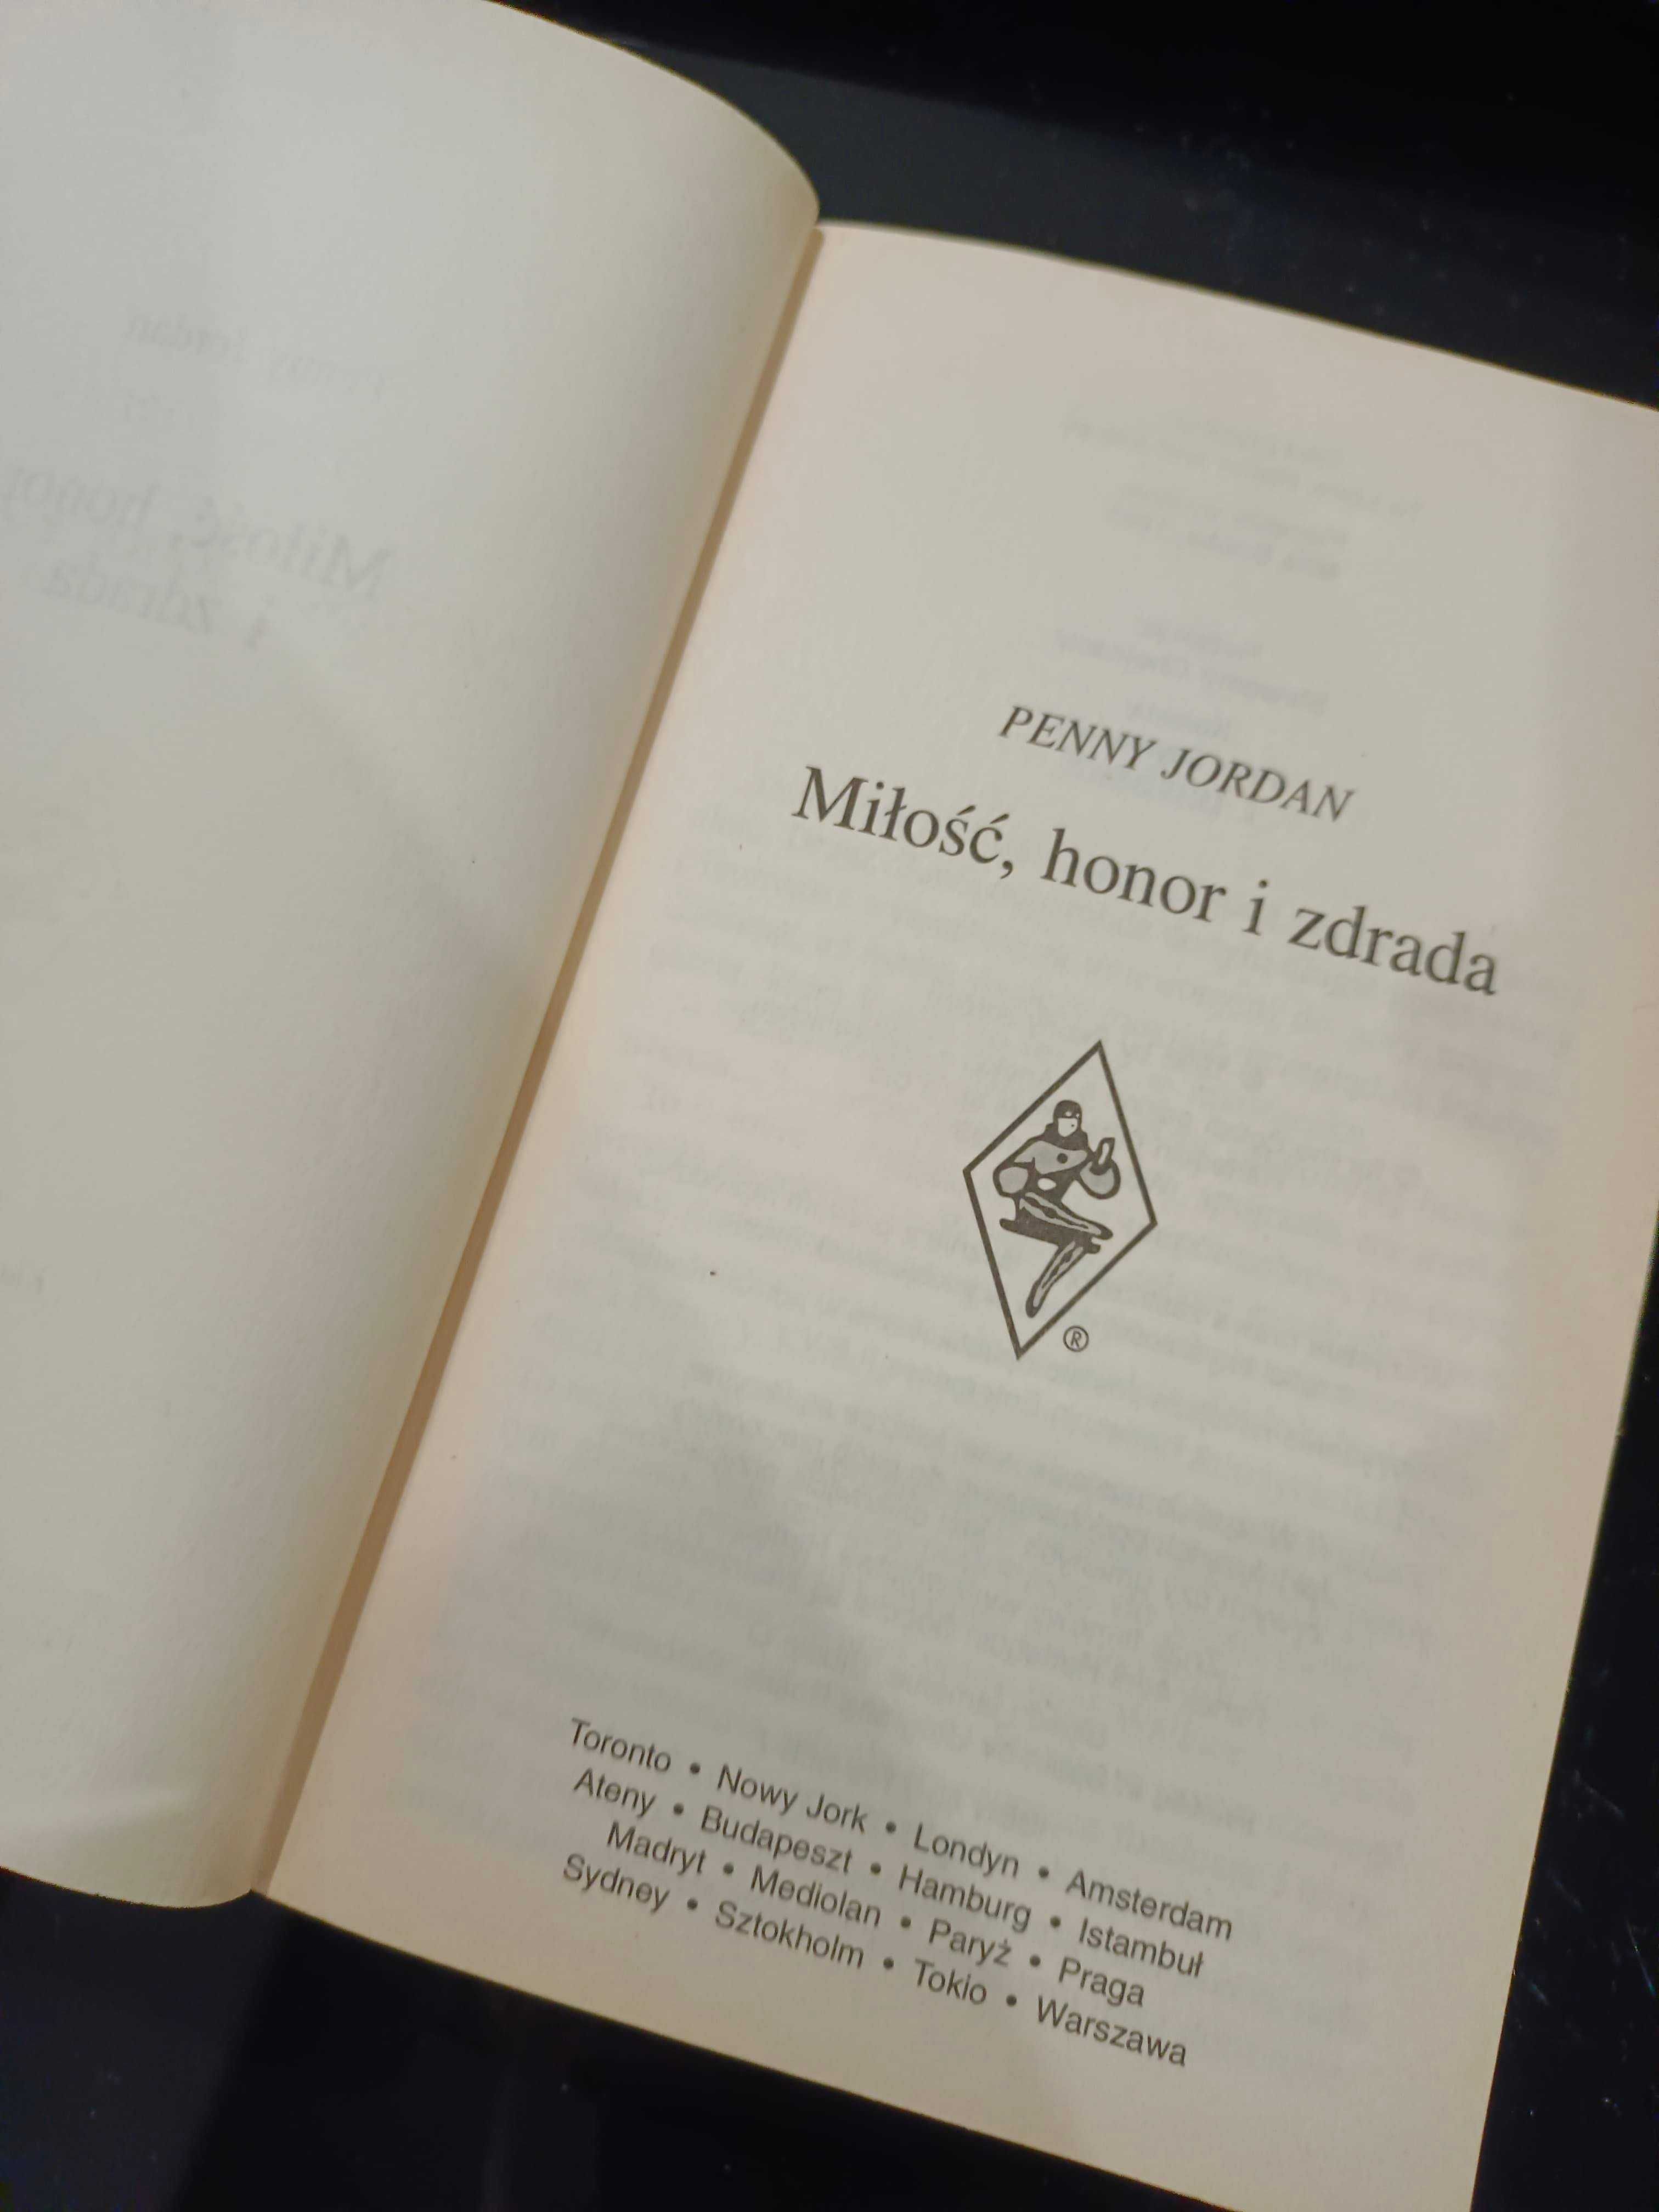 PENNY JORDAN
Miłość, honor i zdrada
®
Toronto • Nowy Jork • Londyn • Amsterdam
Ateny • Budapeszt • Hamburg • Istambuł
Madryt • Mediolan • Paryż • Praga
Sydney • Sztokholm • Tokio • Warszawa